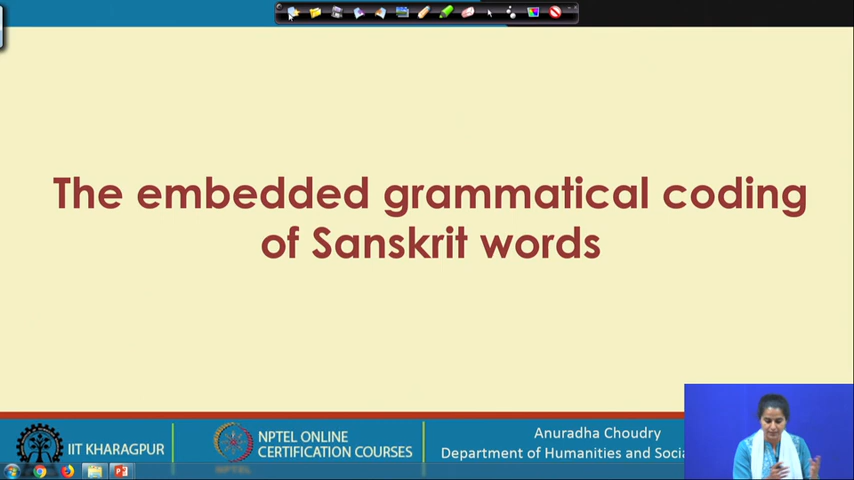 The embedded grammatical coding
of Sanskrit words
IIT KHARAGPUR
NPTEL ONLINE
CERTIFICATION COURSES
NPTEL
Anuradha Choudry
Department of Humanities and Soci